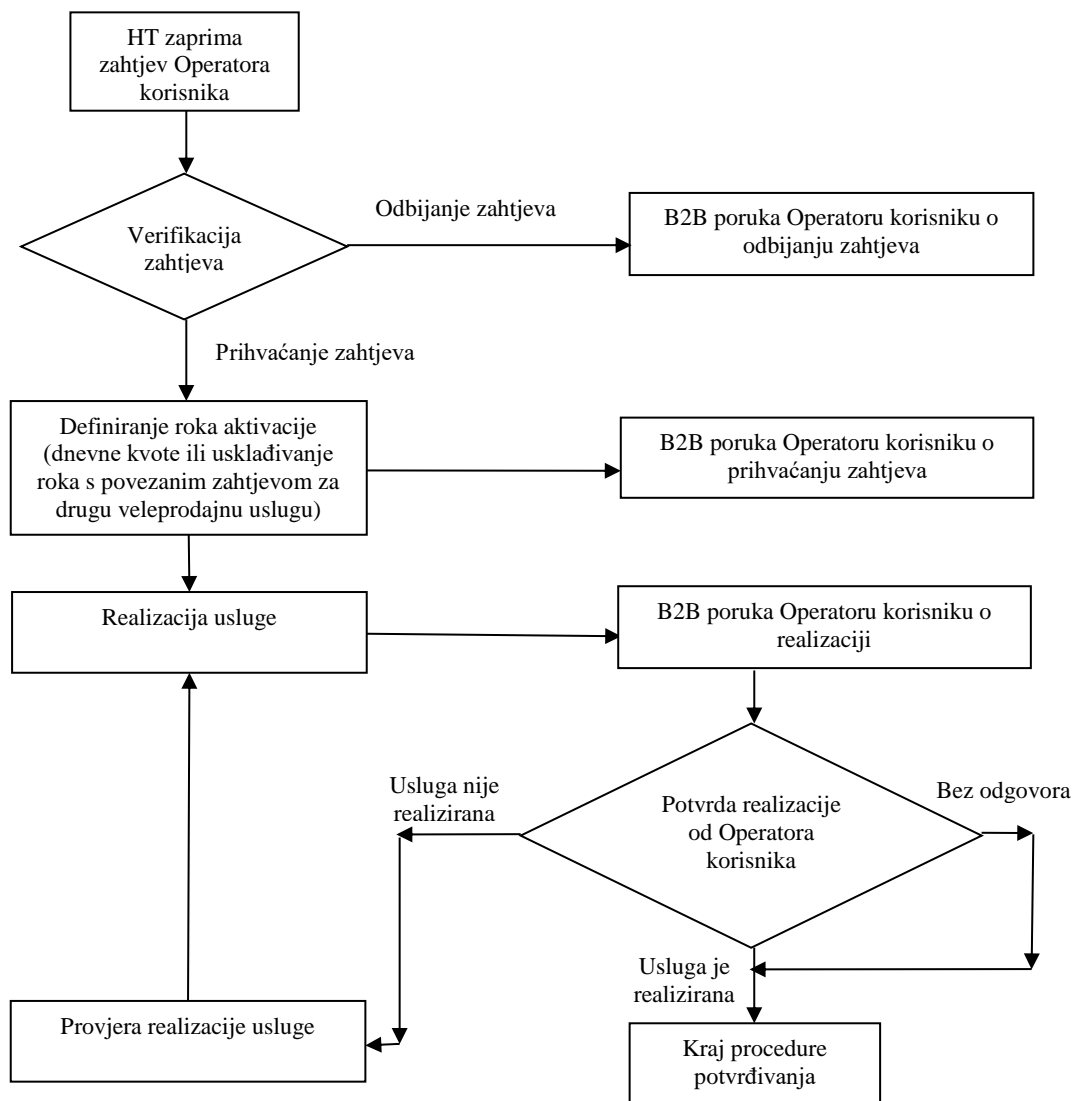 HT zaprima
zahtjev Operatora
korisnika
Verifikacija
zahtjeva
Odbijanje zahtjeva
B2B poruka Operatoru korisniku o
odbijanju zahtjeva
Prihvaćanje zahtjeva
Definiranje roka aktivacije
(dnevne kvote ili usklađivanje
roka s povezanim zahtjevom za
drugu veleprodajnu uslugu)
B2B poruka Operatoru korisniku o
prihvaćanju zahtjeva
Realizacija usluge
B2B poruka Operatoru korisniku o
realizaciji
Usluga nije
realizirana
Potvrda realizacije
od Operatora
korisnika
Bez odgovora
Usluga je
realizirana
Provjera realizacije usluge
Kraj procedure
potvrđivanja